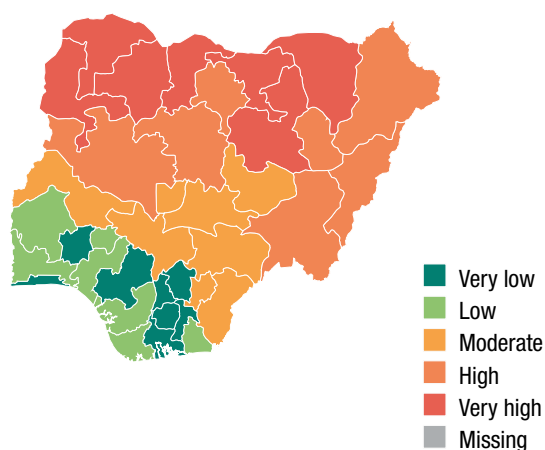 Very low
Low
Moderate
High
Very high
Missing